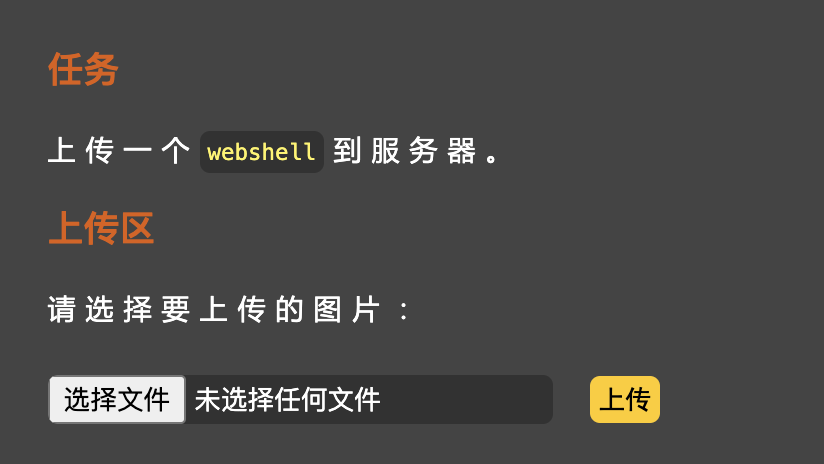 任务
上传一个 webshell 到服务器。
上传区
请选择要上传的图片：
选择文件 未选择任何文件 上传